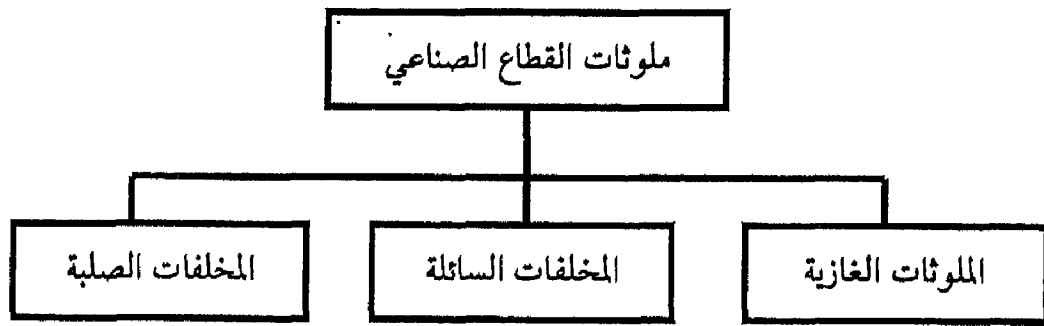 ملوثات القطاع الصناعي
الملوثات الغازية
المخلفات السائلة
المخلفات الصلبة